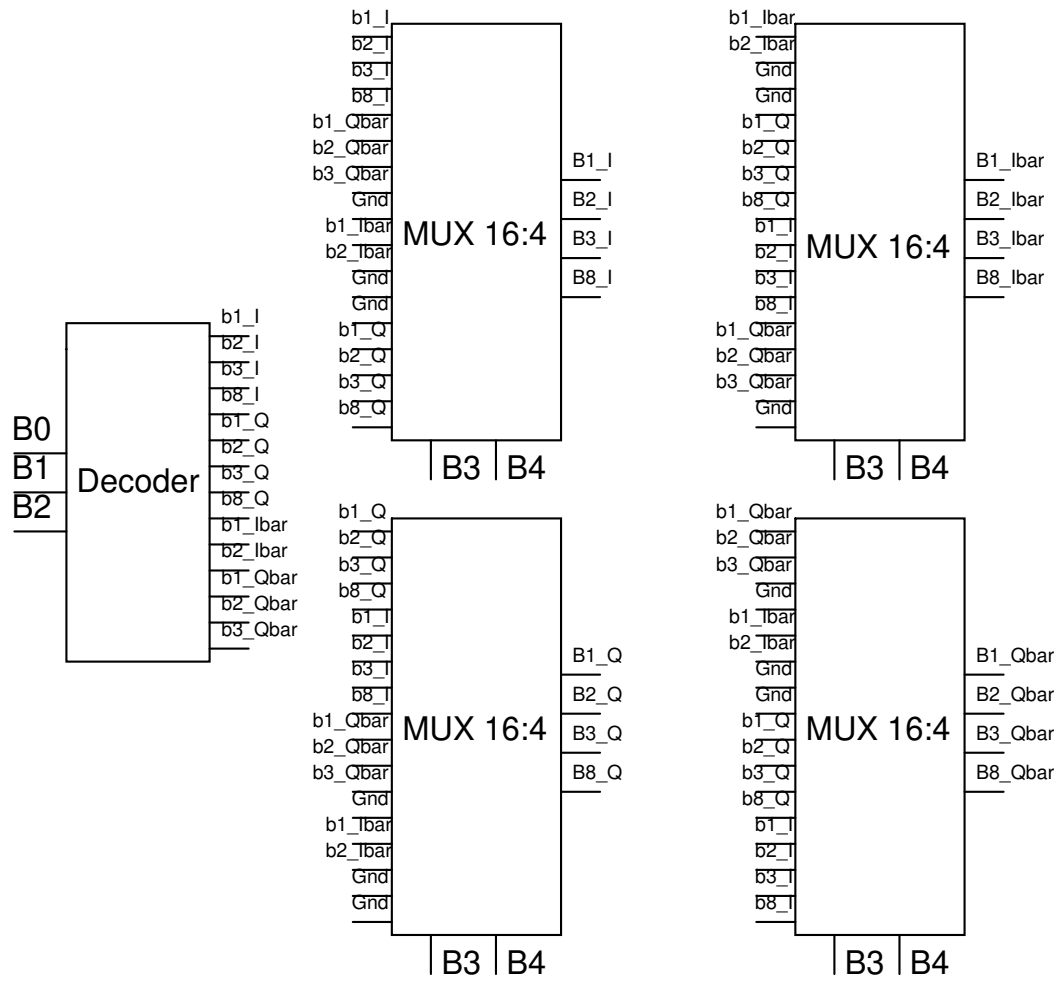 B0
B1
B2
Decoder
b1_I
b2_I
b3_I
b8_I
b1_Q
b2_Q
b3_Q
b8_Q
b1_Ibar
b2_Ibar
b1_Qbar
b2_Qbar
b3_Qbar
b1_I
b2_I
b3_I
b8_I
b1_Qbar
b2_Qbar
b3_Qbar
Gnd
b1_Ibar
b2_Ibar
Gnd
Gnd
b1_Q
b2_Q
b3_Q
b8_Q
MUX 16:4
B1_I
B2_I
B3_I
B8_I
B3 B4
b1_Ibar
b2_Ibar
Gnd
Gnd
b1_Q
b2_Q
b3_Q
b8_Q
b1_I
b2_I
b3_I
b8_I
b1_Qbar
b2_Qbar
b3_Qbar
Gnd
MUX 16:4
B1_Ibar
B2_Ibar
B3_Ibar
B8_Ibar
B3 B4
b1_Q
b2_Q
b3_Q
b8_Q
b1_I
b2_I
b3_I
b8_I
b1_Qbar
b2_Qbar
b3_Qbar
Gnd
b1_Ibar
b2_Ibar
Gnd
Gnd
MUX 16:4
B1_Q
B2_Q
B3_Q
B8_Q
B3 B4
b1_Qbar
b2_Qbar
b3_Qbar
Gnd
b1_Ibar
b2_Ibar
Gnd
Gnd
b1_Q
b2_Q
b3_Q
b8_Q
b1_I
b2_I
b3_I
b8_I
MUX 16:4
B1_Qbar
B2_Qbar
B3_Qbar
B8_Qbar
B3 B4